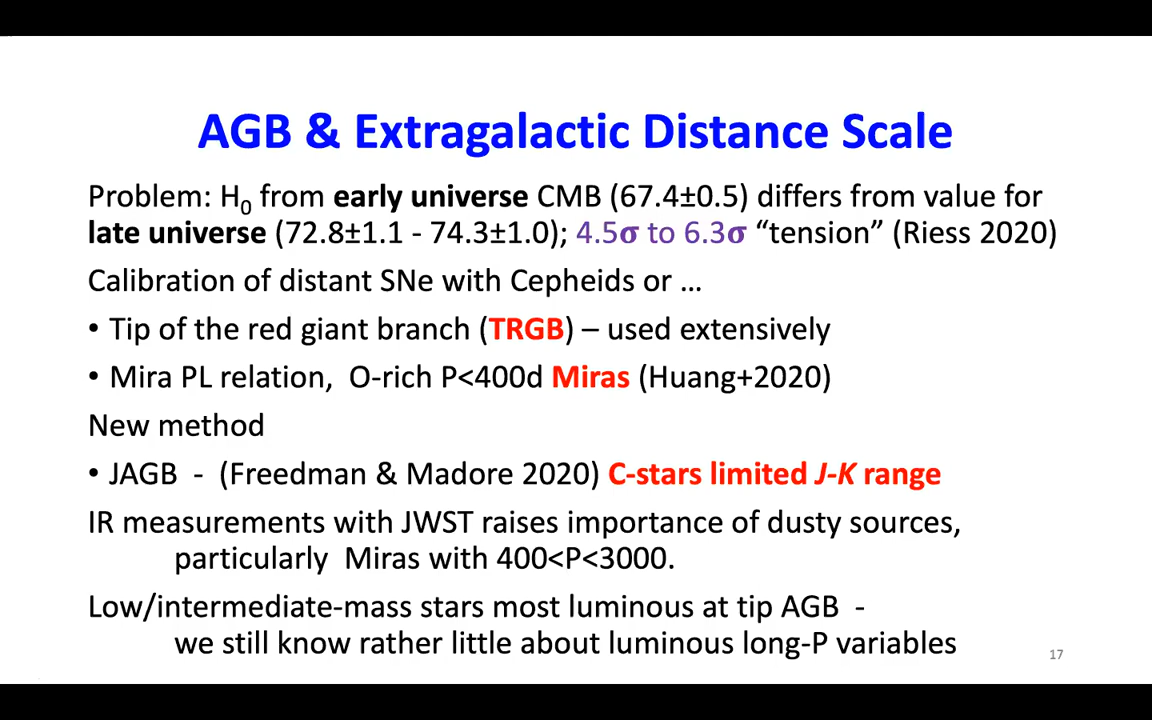 AGB & Extragalactic Distance Scale
Problem: H₀ from early universe CMB (67.4±0.5) differs from value for
late universe (72.8±1.1 - 74.3±1.0); 4.5σ to 6.3σ “tension” (Riess 2020)
Calibration of distant SNe with Cepheids or …
• Tip of the red giant branch (TRGB) – used extensively
• Mira PL relation, O-rich P<400d Miras (Huang+2020)
New method
• JAGB - (Freedman & Madore 2020) C-stars limited J-K range
IR measurements with JWST raises importance of dusty sources,
particularly Miras with 400<P<3000.
Low/intermediate-mass stars most luminous at tip AGB -
we still know rather little about luminous long-P variables
17